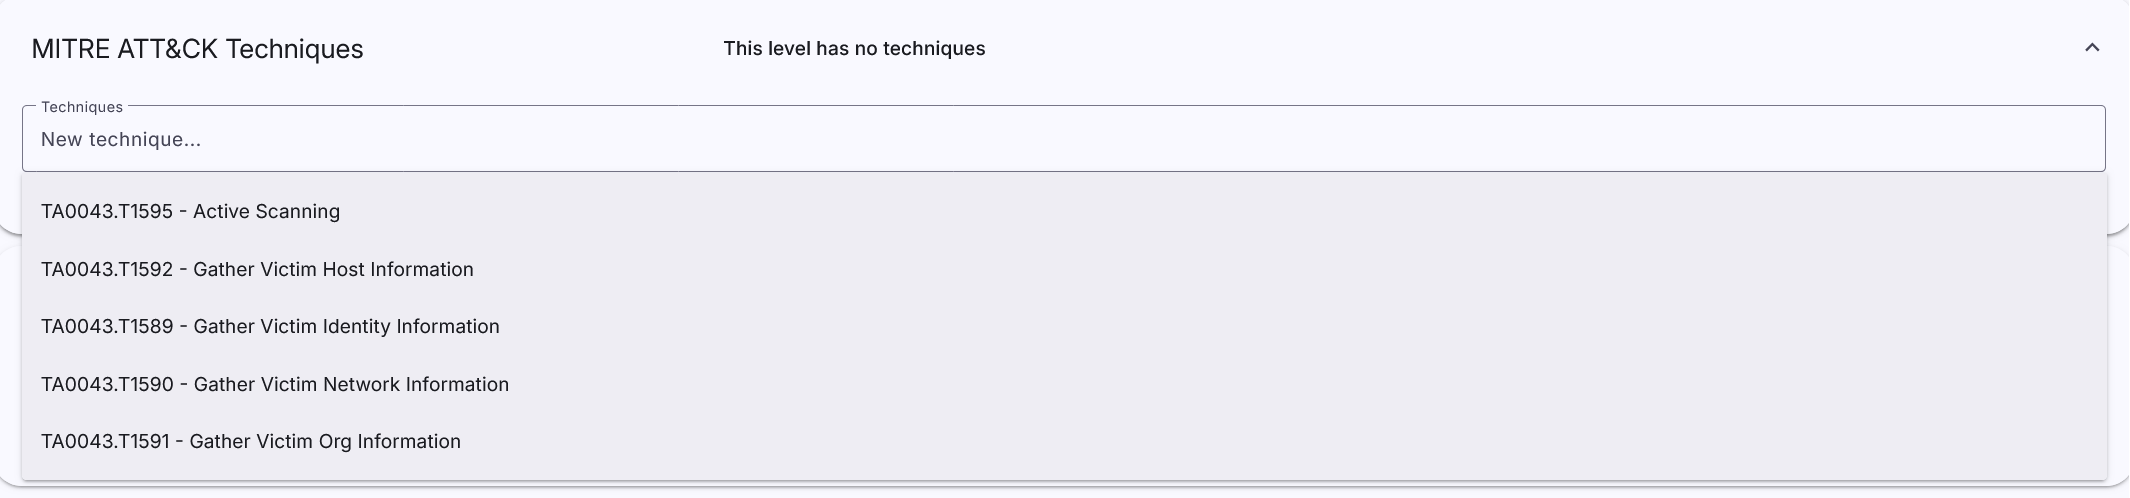 MITRE ATT&CK Techniques
This level has no techniques
Techniques
New technique...
TA0043.T1595 - Active Scanning
TA0043.T1592 - Gather Victim Host Information
TA0043.T1589 - Gather Victim Identity Information
TA0043.T1590 - Gather Victim Network Information
TA0043.T1591 - Gather Victim Org Information